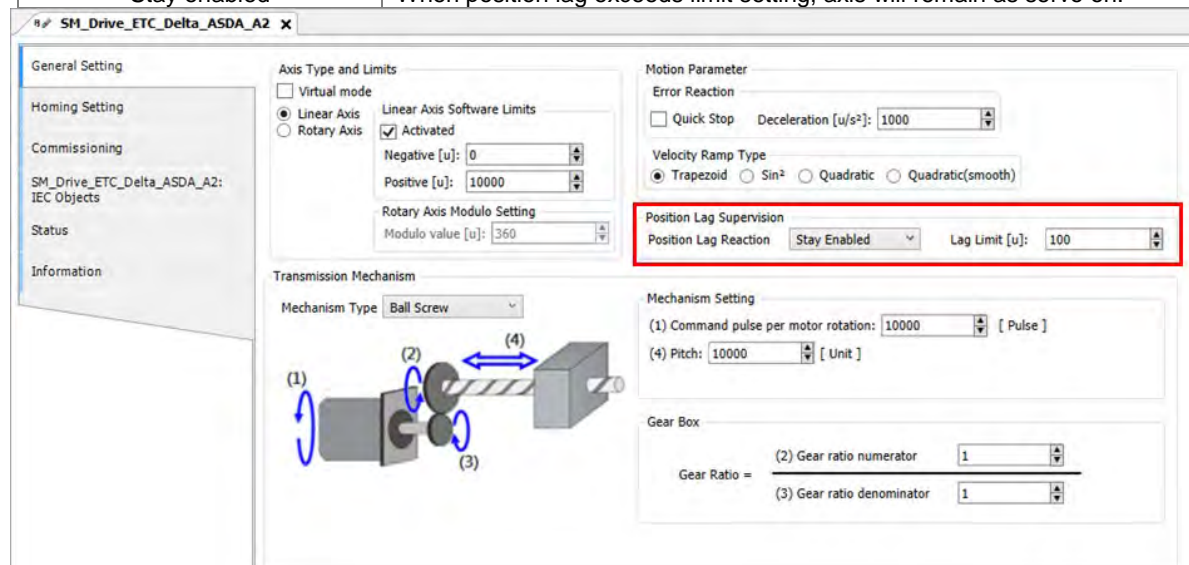 Stay enabled When position lag exceeds limit setting, axis will remain as servo on.
SM_Drive_ETC_Delta_ASDA_A2 X
General Setting
Homing Setting
Commissioning
SM_Drive_ETC_Delta_ASDA_A2:
IEC Objects
Status
Information
Axis Type and Limits
Virtual mode
Linear Axis
Rotary Axis
Linear Axis Software Limits
Activated
Negative [u]: 0
Positive [u]: 10000
Rotary Axis Modulo Setting
Modulo value [u]: 360
Motion Parameter
Error Reaction
Quick Stop Deceleration [u/s²]: 1000
Velocity Ramp Type
Trapezoid Sin² Quadratic Quadratic(smooth)
Position Lag Supervision
Position Lag Reaction Stay Enabled Lag Limit [u]: 100
Transmission Mechanism
Mechanism Type Ball Screw
(1)
(2)
(4)
(3)
Mechanism Setting
(1) Command pulse per motor rotation: 10000 [ Pulse ]
(4) Pitch: 10000 [ Unit ]
Gear Box
Gear Ratio =
(2) Gear ratio numerator 1
(3) Gear ratio denominator 1